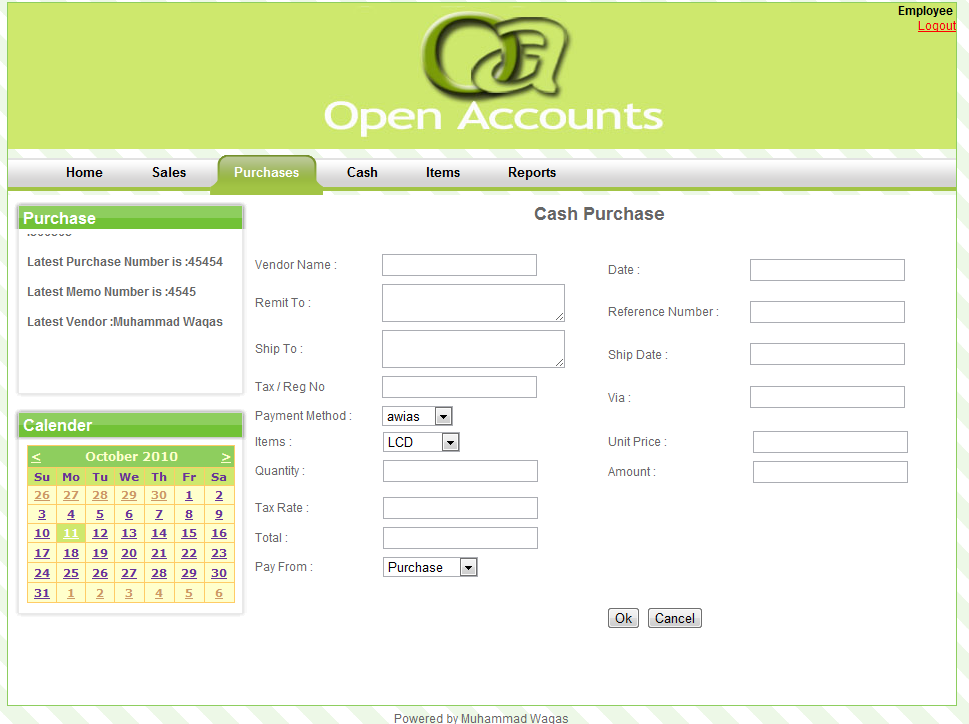 Employee
Logout
Oa
Open Accounts
Home Sales Purchases Cash Items Reports
Purchase
Latest Purchase Number is :45454
Latest Memo Number is :4545
Latest Vendor :Muhammad Waqas
Calender
< October 2010 >
Su Mo Tu We Th Fr Sa
26 27 28 29 30 1 2
3 4 5 6 7 8 9
10 11 12 13 14 15 16
17 18 19 20 21 22 23
24 25 26 27 28 29 30
31 1 2 3 4 5 6
Cash Purchase
Vendor Name :
Remit To :
Ship To :
Tax / Reg No
Payment Method : awias
Items : LCD
Quantity :
Tax Rate :
Total :
Pay From : Purchase
Date :
Reference Number :
Ship Date :
Via :
Unit Price :
Amount :
Ok Cancel
Powered by Muhammad Waqas